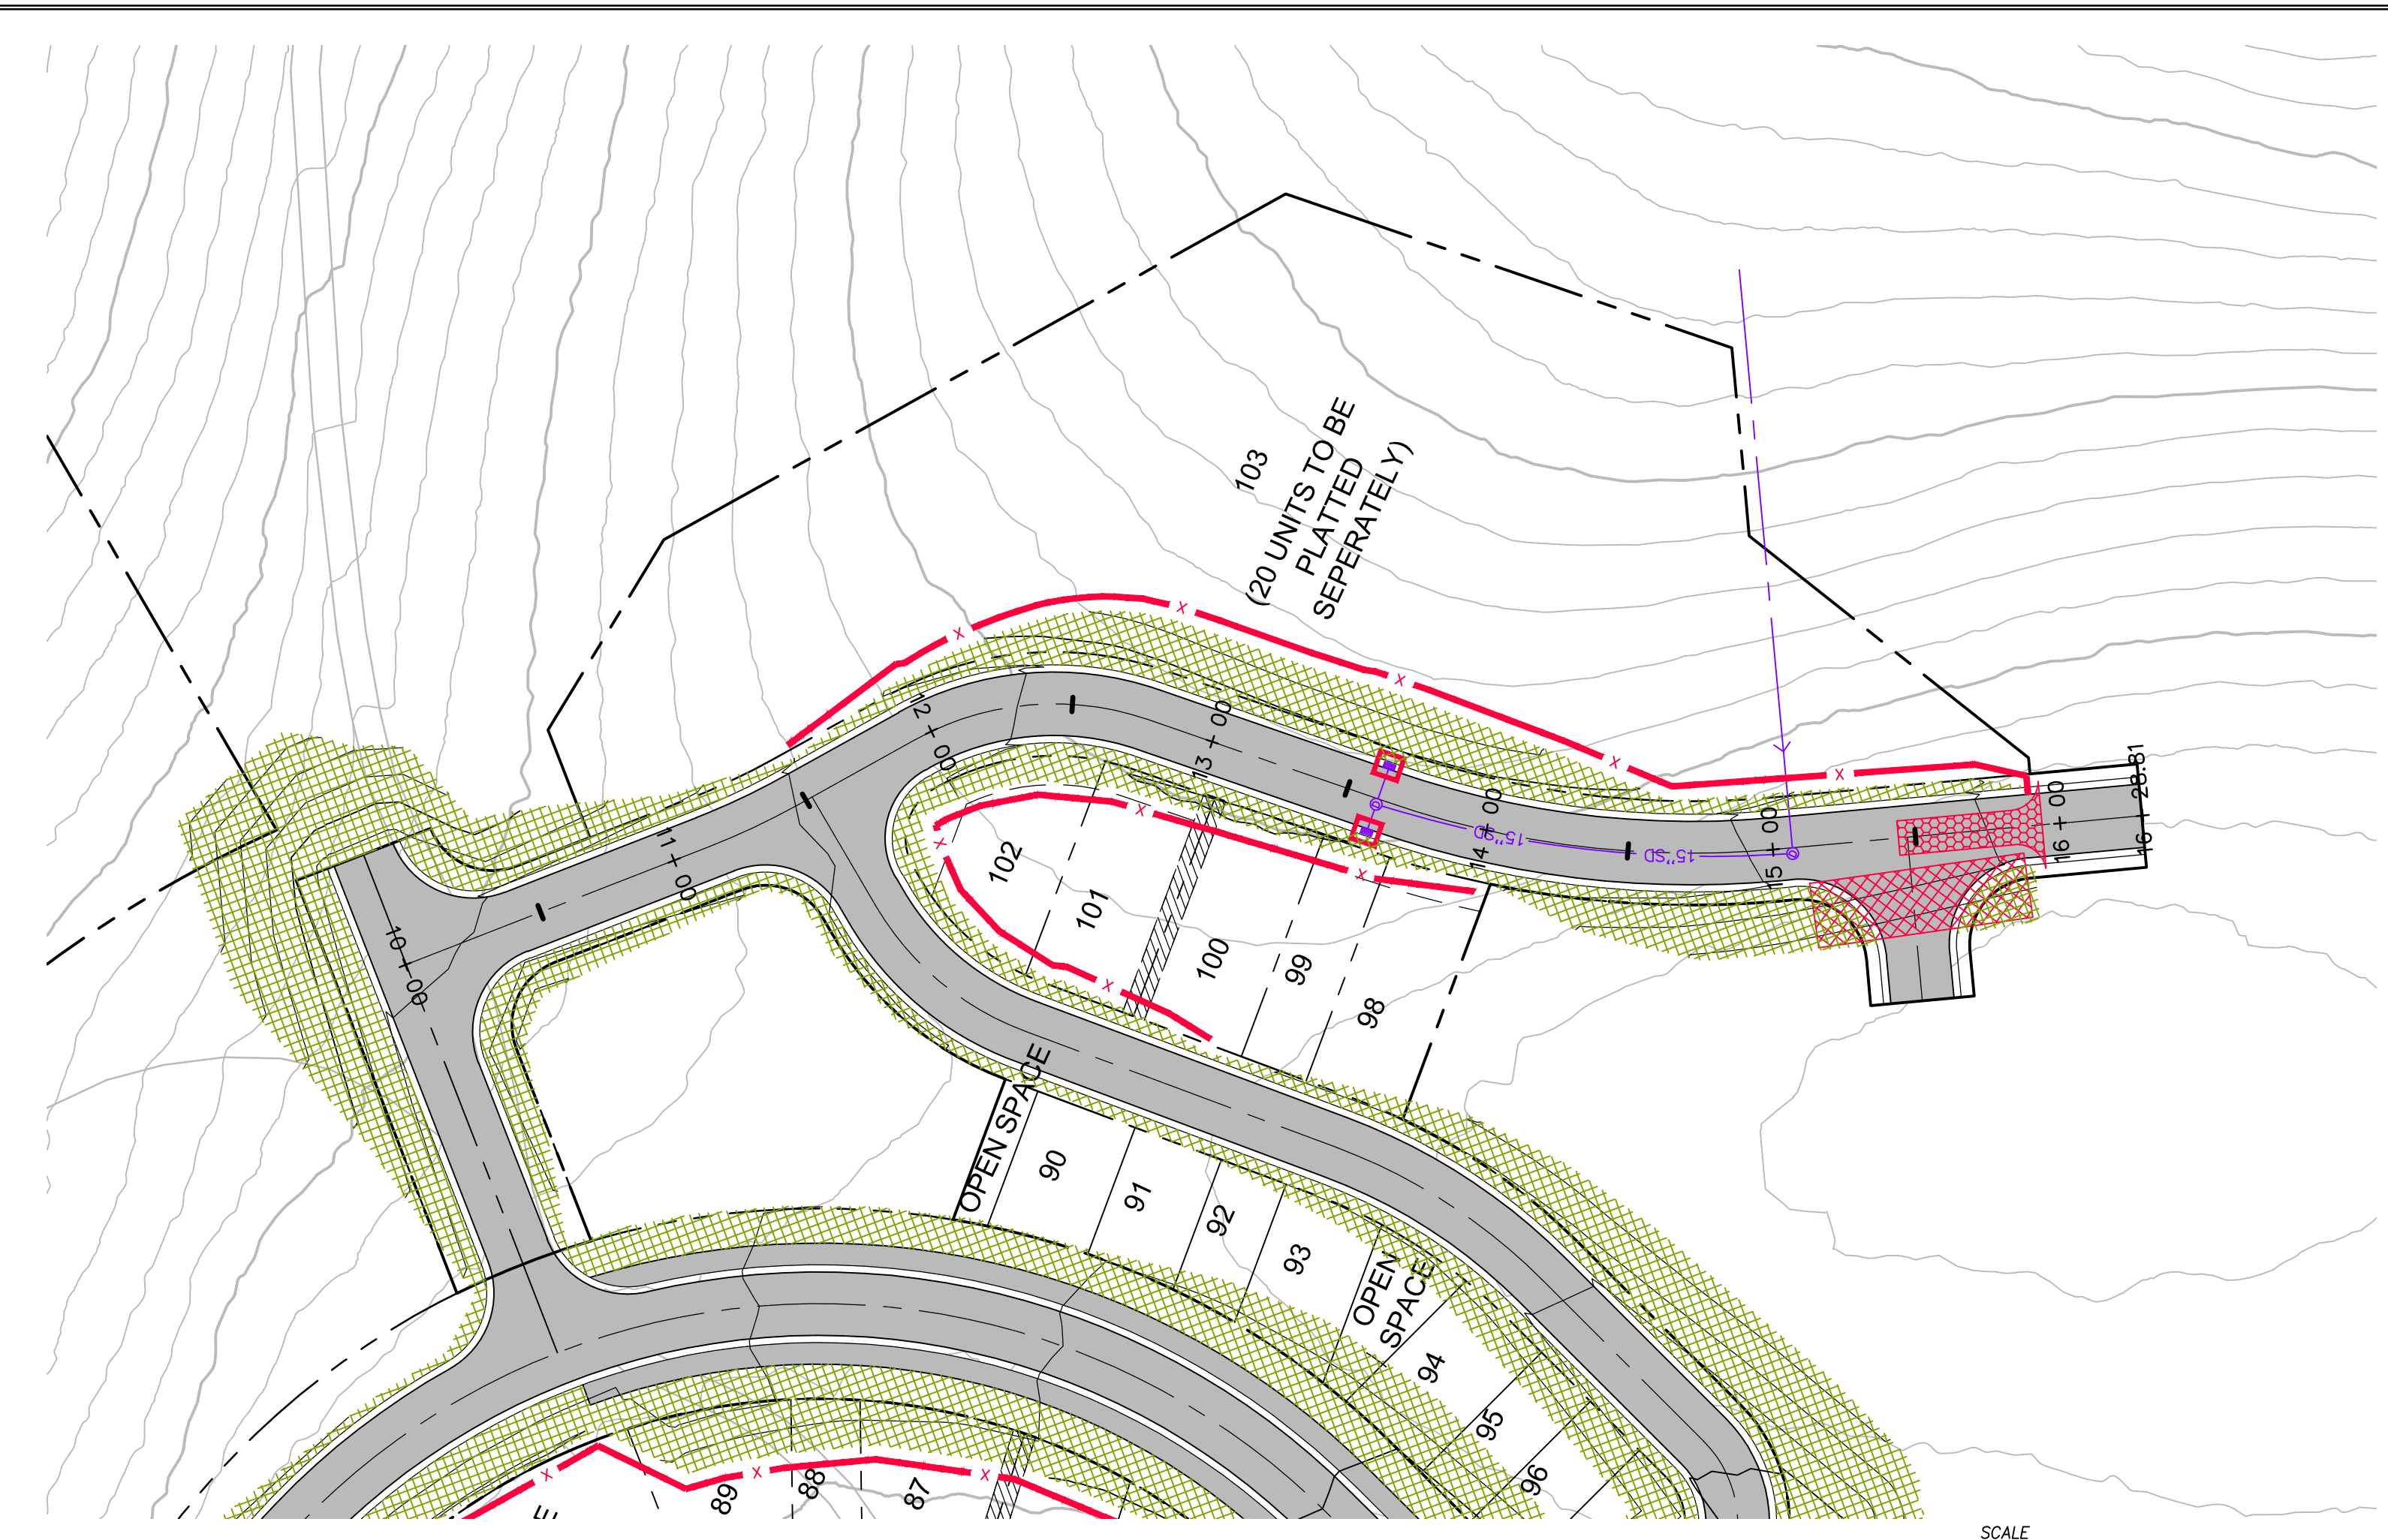 103
(20 UNITS TO BE
PLATTED
SEPERATELY)
10+00
11+00
12+00
13+00
14+00
15+00
16+00
16+28.81
15"SD
15"SD
102
101
100
99
98
OPEN SPACE
90
91
92
93
OPEN
SPACE
94
95
96
89
88
87
E
X
X
X
X
X
X
X
X
X
X
X
X
SCALE